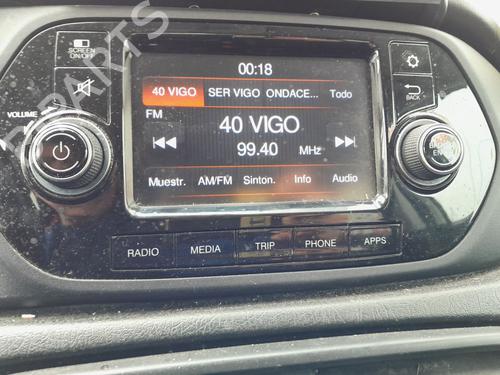 SCREEN
ON/OFF
00:18
40 VIGO
SER VIGO
ONDACE...
Todo
VOLUME
FM
40 VIGO
99.40 MHz
BACK
Muestr.
AM/FM
Sinton.
Info
Audio
RADIO
MEDIA
TRIP
PHONE
APPS
B-PARTS